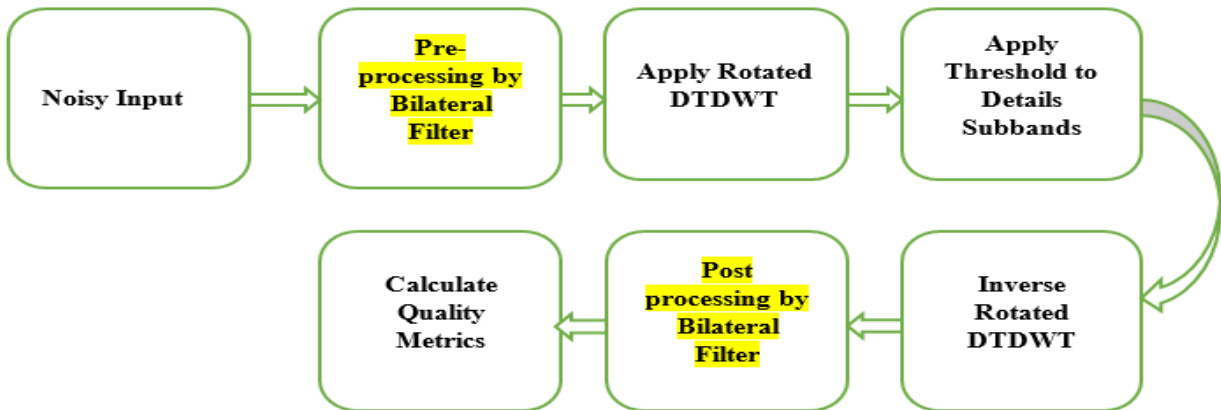 Noisy Input
Pre-
processing by
Bilateral
Filter
Apply Rotated
DTDWT
Apply
Threshold to
Details
Subbands
Inverse
Rotated
DTDWT
Post
processing by
Bilateral
Filter
Calculate
Quality
Metrics